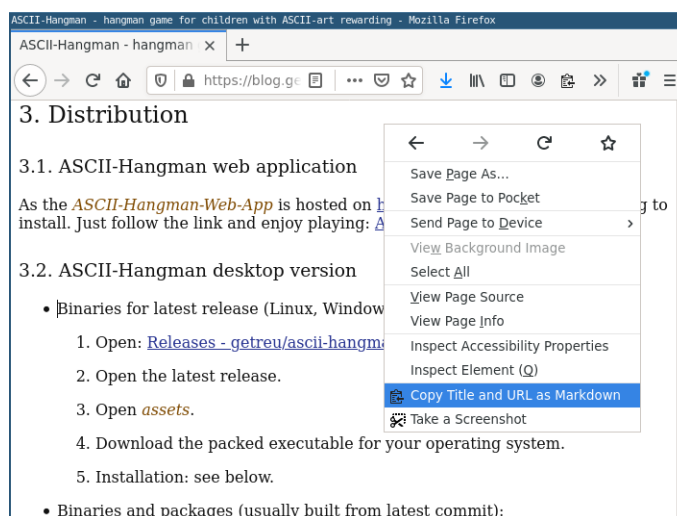 ASCII-Hangman - hangman game for children with ASCII-art rewarding - Mozilla Firefox
ASCII-Hangman - hangman
https://blog.ge
3. Distribution
3.1. ASCII-Hangman web application
As the ASCII-Hangman-Web-App is hosted on h
g to
install. Just follow the link and enjoy playing: A
3.2. ASCII-Hangman desktop version
• Binaries for latest release (Linux, Window
1. Open: Releases - getreu/ascii-hangma
2. Open the latest release.
3. Open assets.
4. Download the packed executable for your operating system.
5. Installation: see below.
• Binaries and packages (usually built from latest commit):
Save Page As...
Save Page to Pocket
Send Page to Device
View Background Image
Select All
View Page Source
View Page Info
Inspect Accessibility Properties
Inspect Element (Q)
Copy Title and URL as Markdown
Take a Screenshot